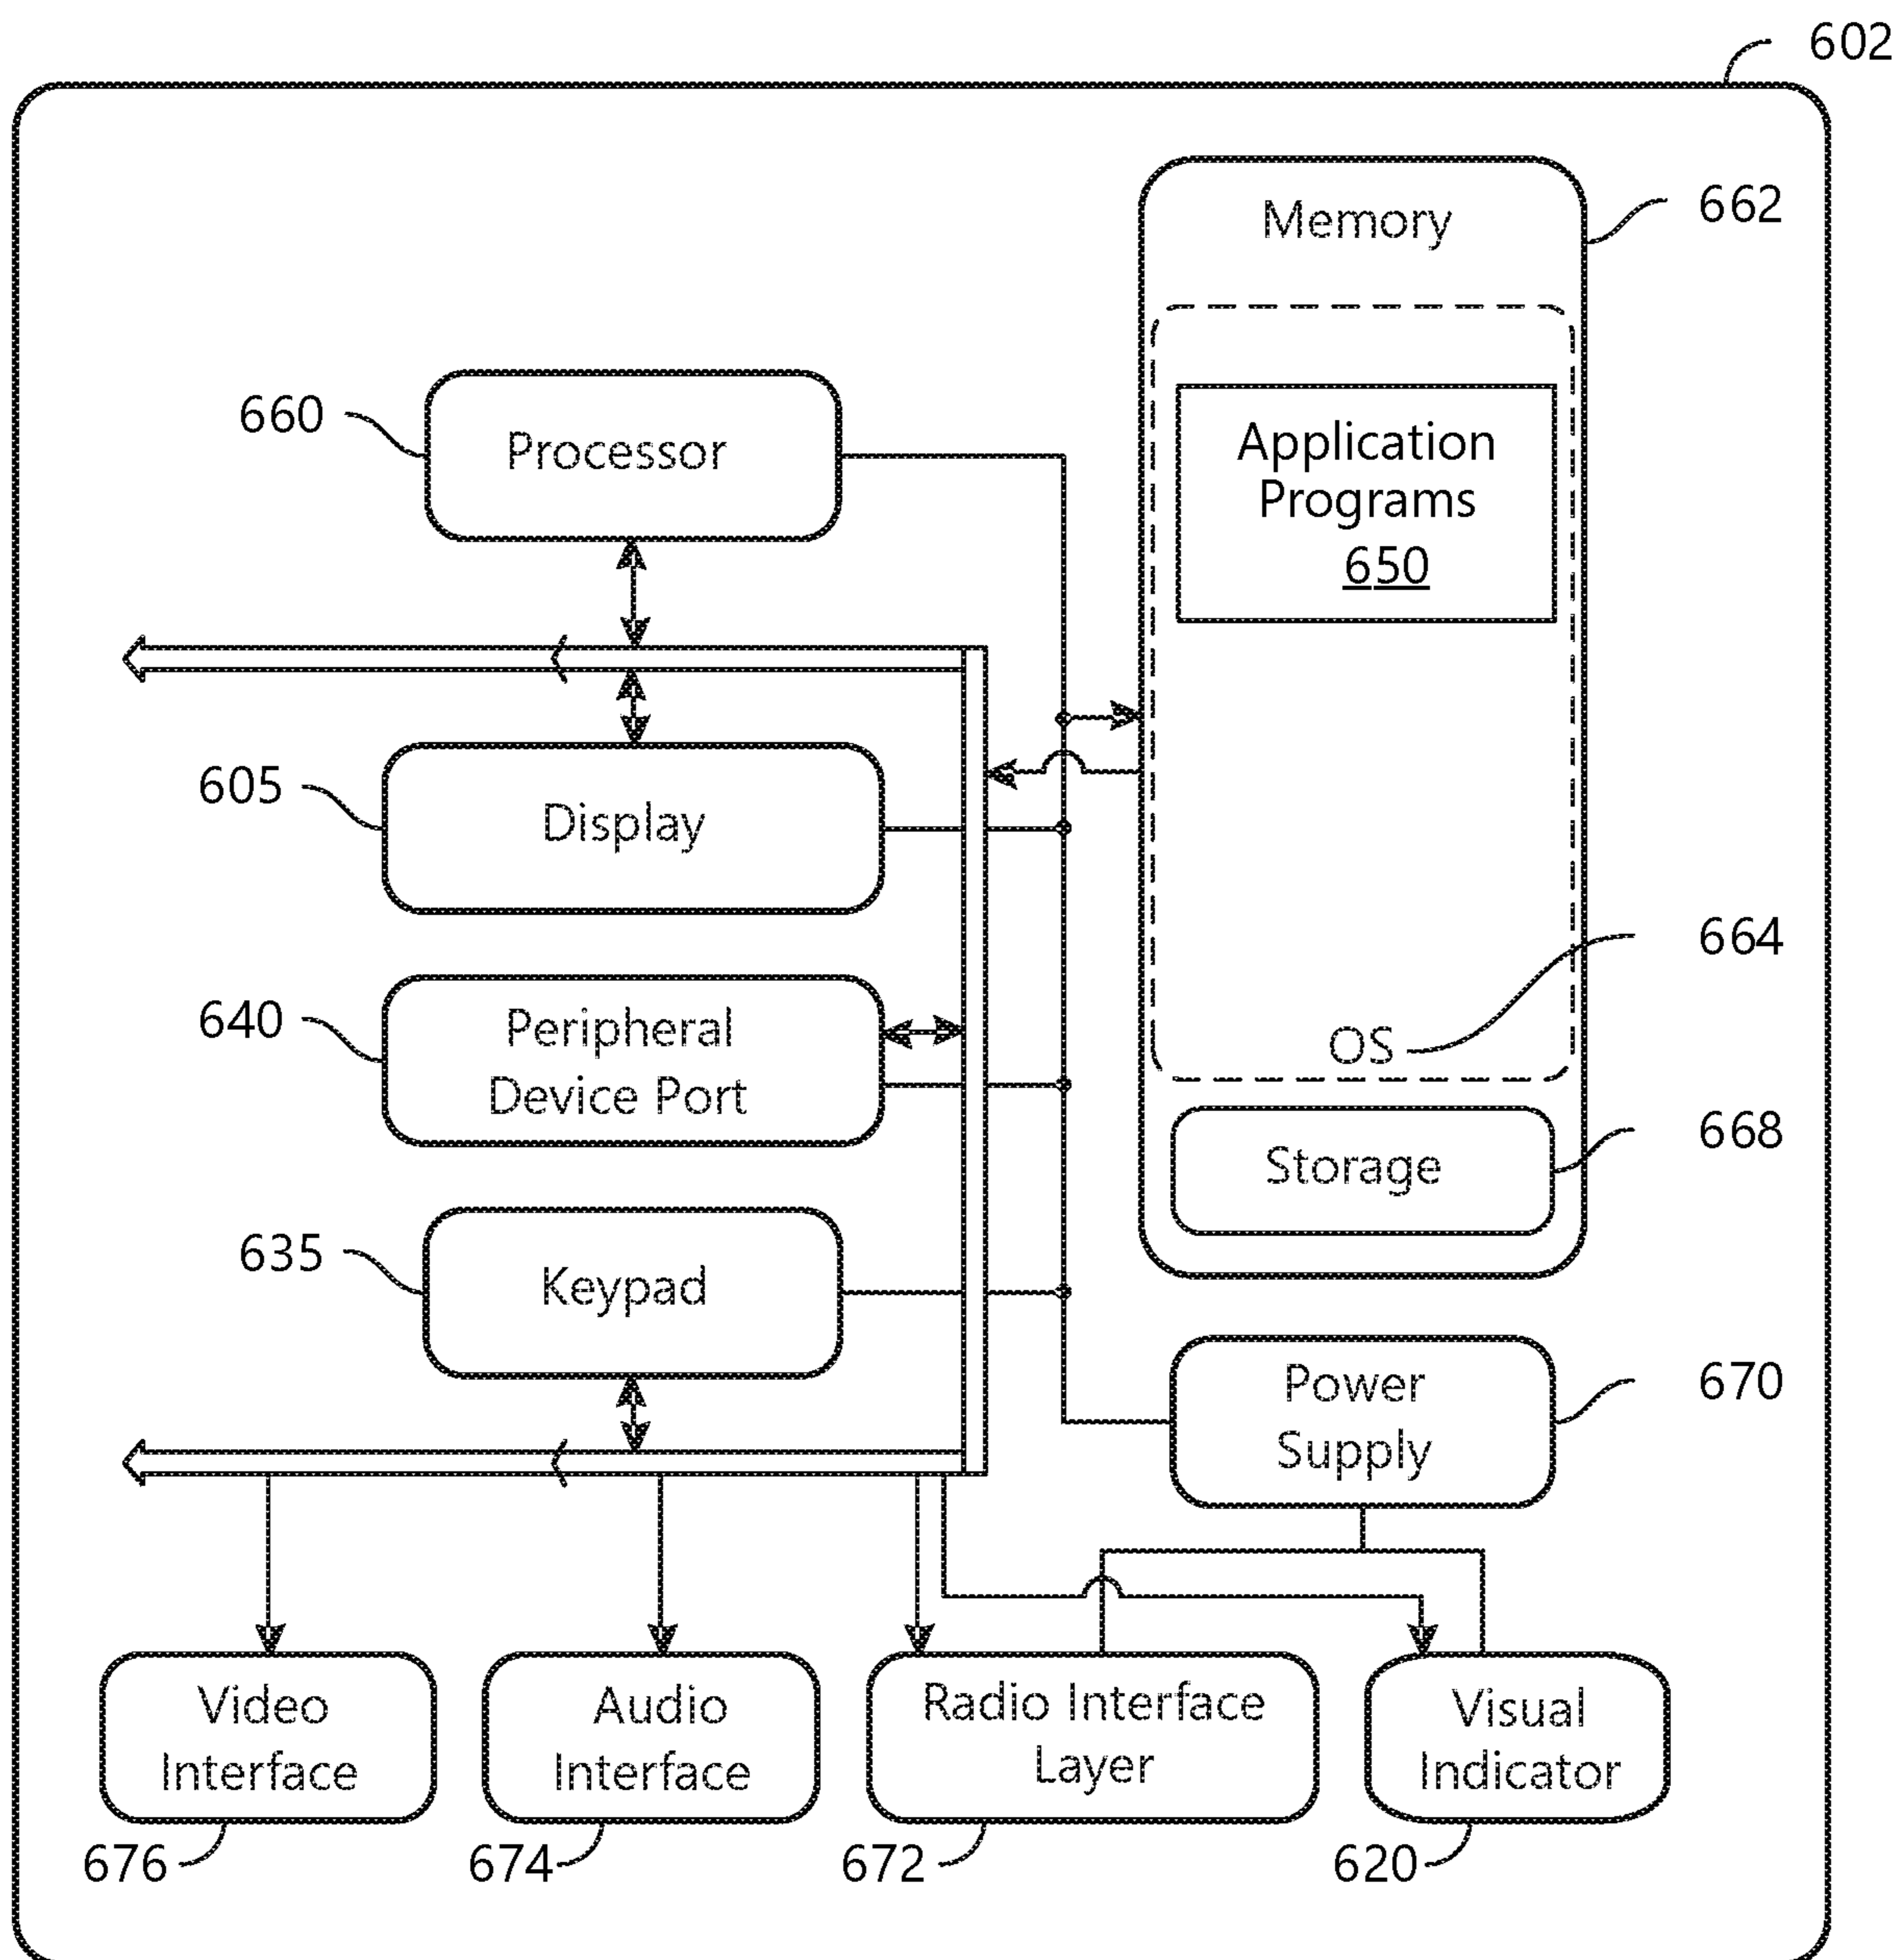 602
Memory
662
Application
Programs
650
660
Processor
605
Display
664
OS
640
Peripheral
Device Port
668
Storage
635
Keypad
670
Power
Supply
Video
Interface
Audio
Interface
Radio Interface
Layer
Visual
Indicator
676
674
672
620